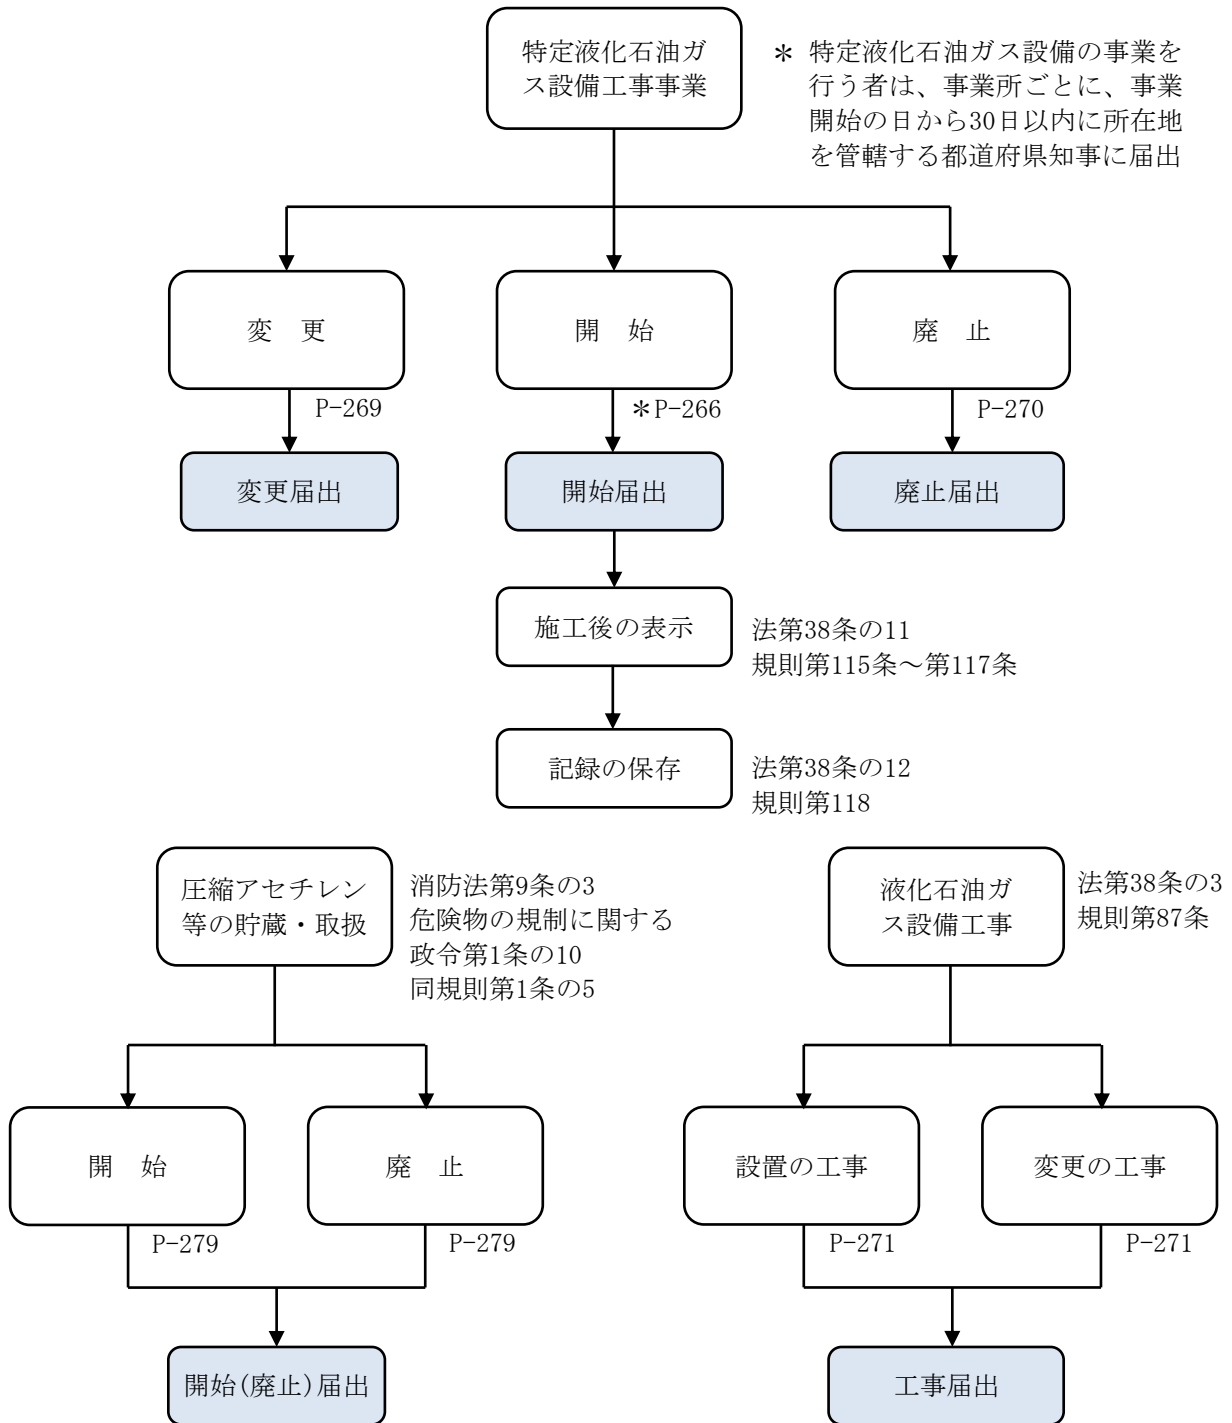 特定液化石油ガ
ス設備工事事業
＊ 特定液化石油ガス設備の事業を
行う者は、事業所ごとに、事業
開始の日から30日以内に所在地
を管轄する都道府県知事に届出
変　更
開　始
廃　止
P-269
＊P-266
P-270
変更届出
開始届出
廃止届出
施工後の表示
法第38条の11
規則第115条～第117条
記録の保存
法第38条の12
規則第118
圧縮アセチレン
等の貯蔵・取扱
消防法第9条の3
危険物の規制に関する
政令第1条の10
同規則第1条の5
液化石油ガ
ス設備工事
法第38条の3
規則第87条
開　始
廃　止
設置の工事
変更の工事
P-279
P-279
P-271
P-271
開始(廃止)届出
工事届出